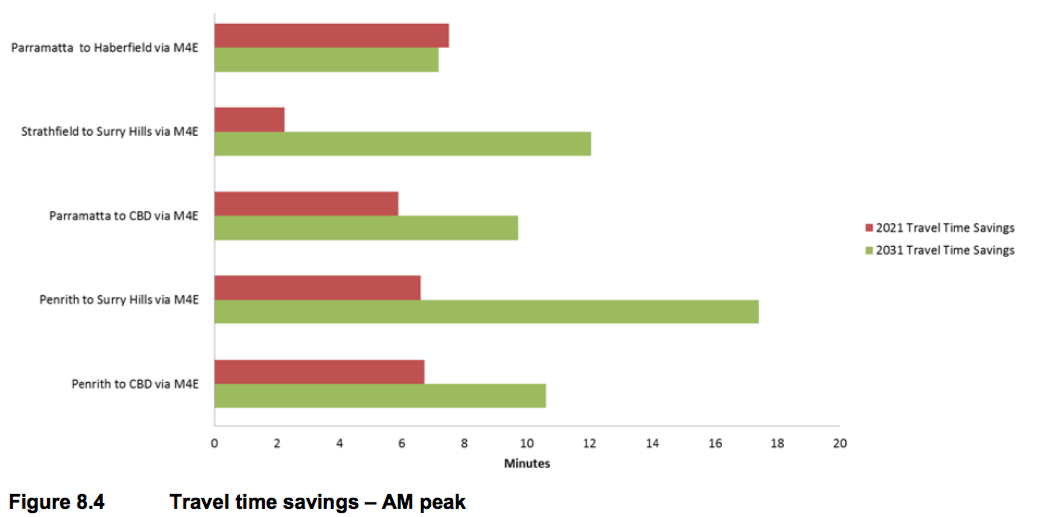 Parramatta to Haberfield via M4E
Strathfield to Surry Hills via M4E
Parramatta to CBD via M4E
Penrith to Surry Hills via M4E
Penrith to CBD via M4E
2021 Travel Time Savings
2031 Travel Time Savings
0 2 4 6 8 10 12 14 16 18 20
Minutes
Figure 8.4 Travel time savings – AM peak